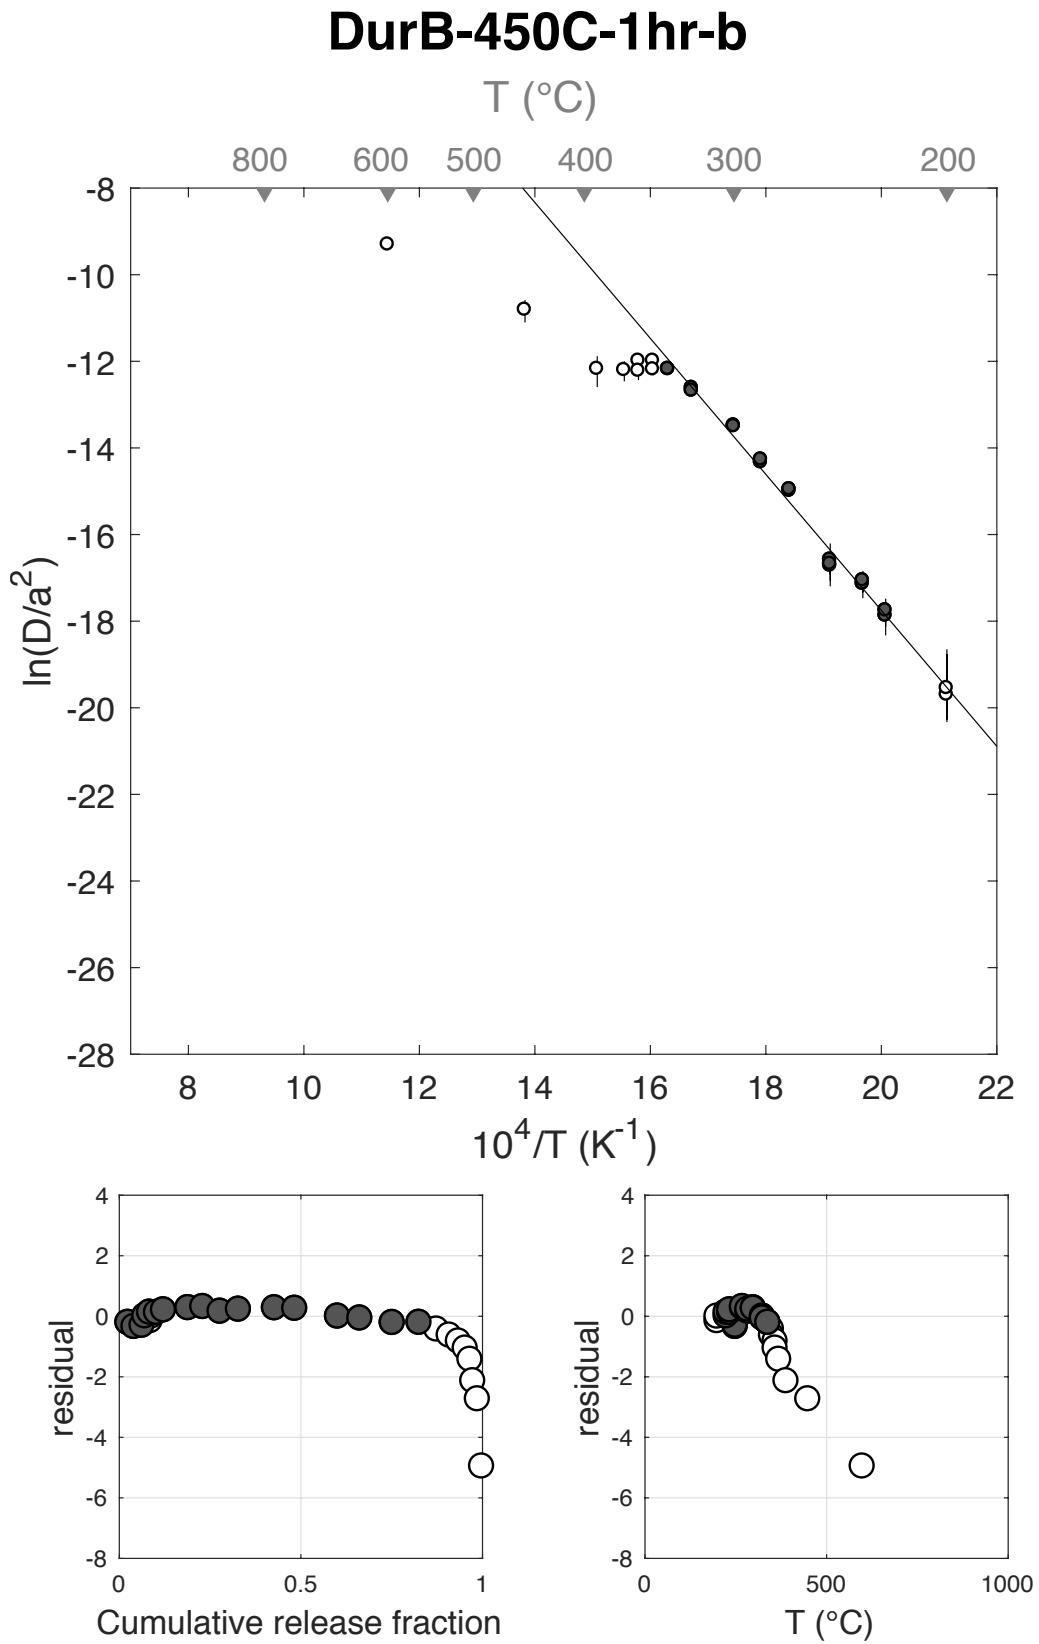 DurB-450C-1hr-b
T (°C)
800 600 500 400 300 200
-8
-10
-12
-14
-16
-18
-20
-22
-24
-26
-28
ln(D/a²)
8 10 12 14 16 18 20 22
10⁴/T (K⁻¹)
4
2
0
-2
-4
-6
-8
residual
0 0.5 1
Cumulative release fraction
4
2
0
-2
-4
-6
-8
residual
0 500 1000
T (°C)